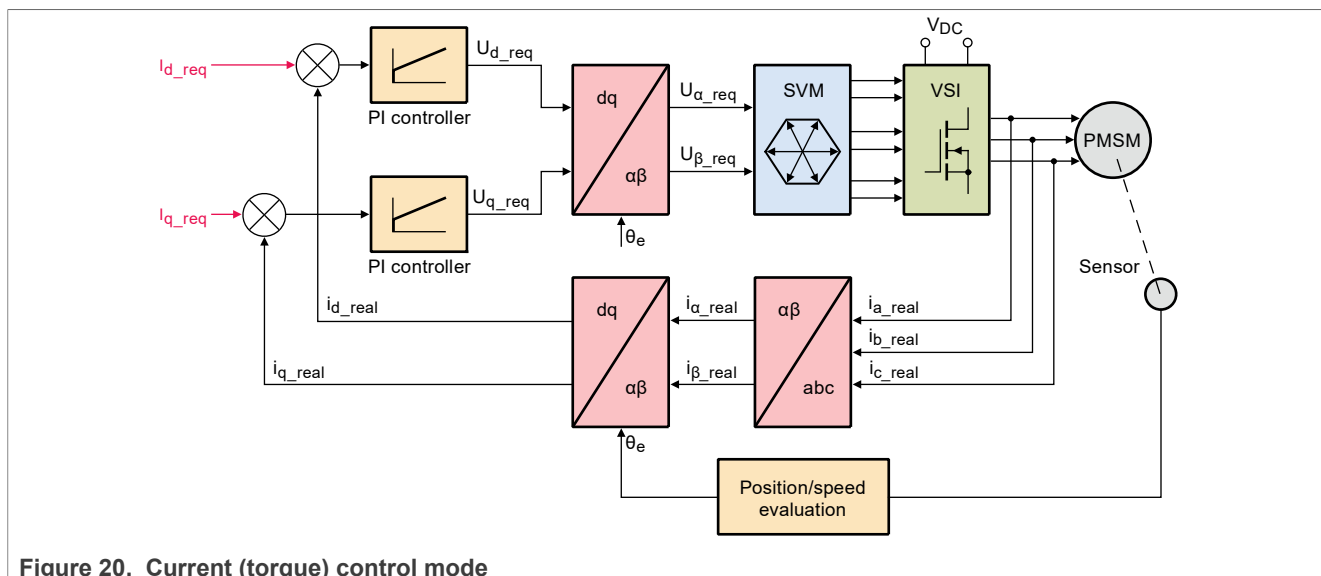 V_DC
I_d_req
U_d_req
PI controller
dq
αβ
U_α_req
U_β_req
SVM
VSI
PMSM
I_q_req
U_q_req
PI controller
θ_e
Sensor
i_d_real
dq
i_α_real
αβ
i_a_real
i_b_real
i_q_real
αβ
i_β_real
abc
i_c_real
θ_e
Position/speed
evaluation
Figure 20. Current (torque) control mode